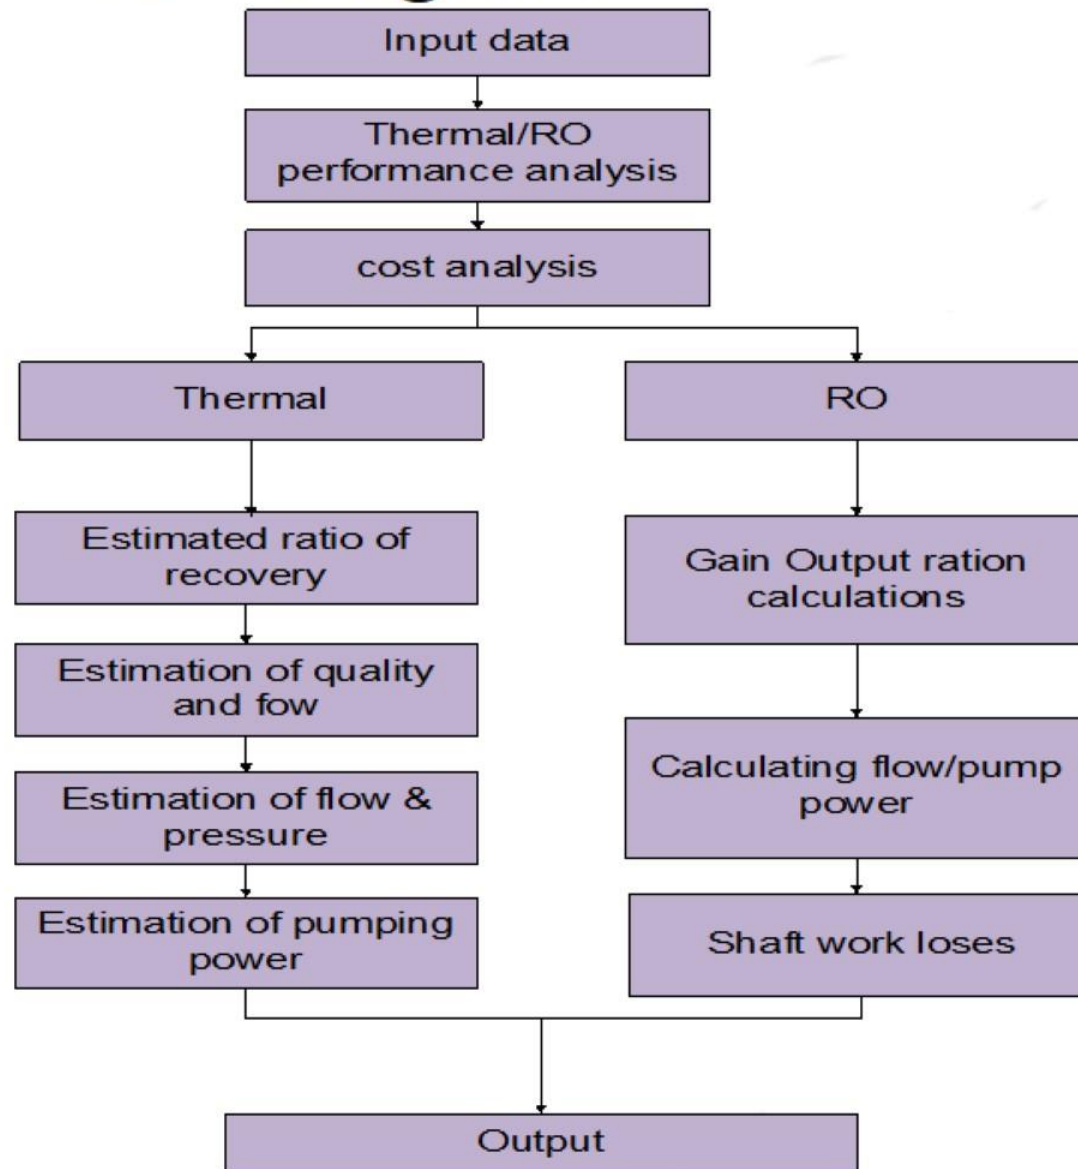 Input data
Thermal/RO
performance analysis
cost analysis
Thermal
RO
Estimated ratio of
recovery
Estimation of quality
and fow
Estimation of flow &
pressure
Estimation of pumping
power
Gain Output ration
calculations
Calculating flow/pump
power
Shaft work loses
Output